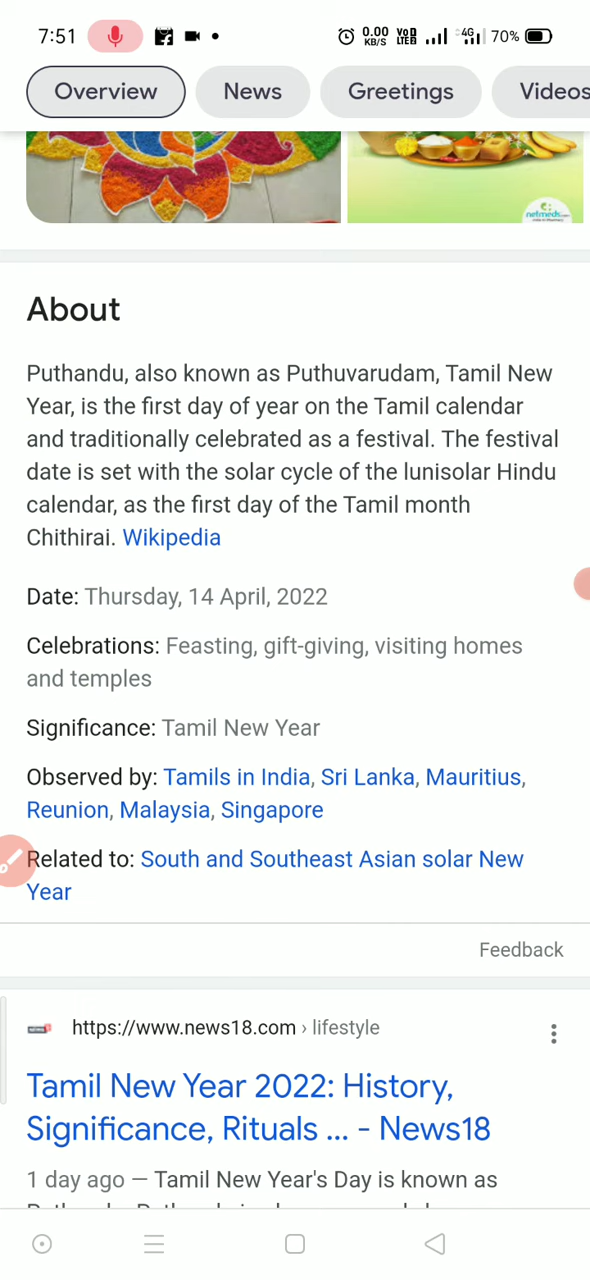 7:51
0.00 KB/S
VoD LTE
4G
70%
Overview
News
Greetings
Videos
netmeds.com
About
Puthandu, also known as Puthuvarudam, Tamil New
Year, is the first day of year on the Tamil calendar
and traditionally celebrated as a festival. The festival
date is set with the solar cycle of the lunisolar Hindu
calendar, as the first day of the Tamil month
Chithirai. Wikipedia
Date: Thursday, 14 April, 2022
Celebrations: Feasting, gift-giving, visiting homes
and temples
Significance: Tamil New Year
Observed by: Tamils in India, Sri Lanka, Mauritius,
Reunion, Malaysia, Singapore
Related to: South and Southeast Asian solar New
Year
Feedback
https://www.news18.com › lifestyle
Tamil New Year 2022: History,
Significance, Rituals ... - News18
1 day ago — Tamil New Year's Day is known as